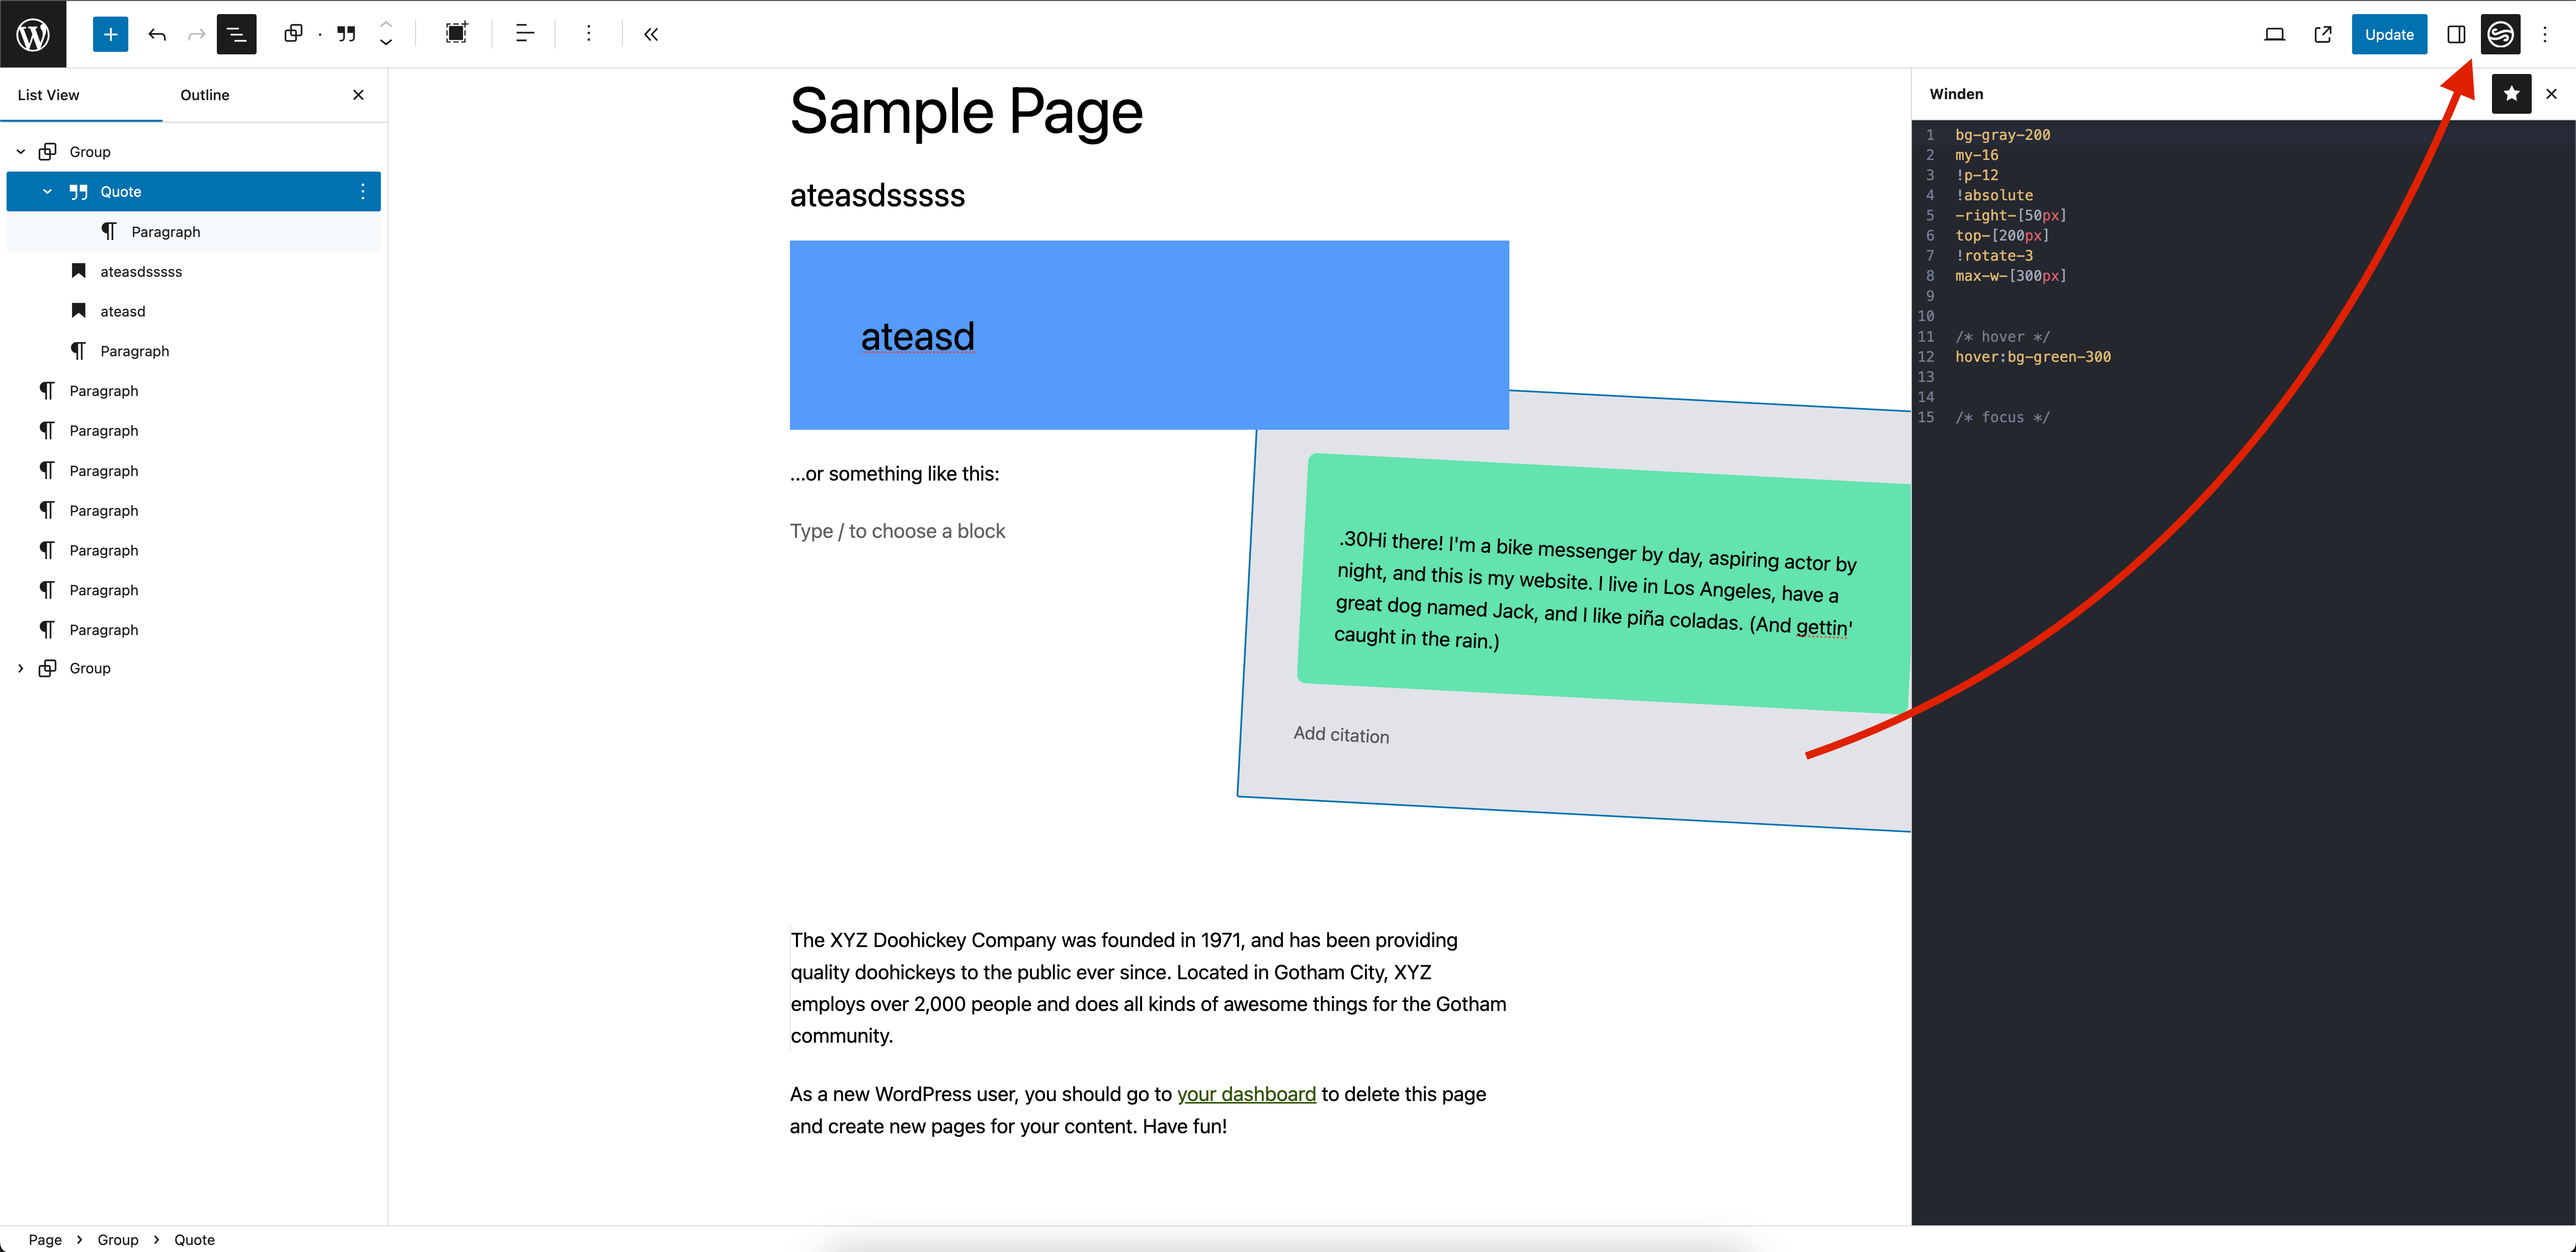 Update
List View
Outline
Group
Quote
Paragraph
ateasdsssss
ateasd
Paragraph
Paragraph
Paragraph
Paragraph
Paragraph
Paragraph
Paragraph
Paragraph
Group
Sample Page
ateasdsssss
ateasd
...or something like this:
Type / to choose a block
.30Hi there! I'm a bike messenger by day, aspiring actor by
night, and this is my website. I live in Los Angeles, have a
great dog named Jack, and I like piña coladas. (And gettin'
caught in the rain.)
Add citation
The XYZ Doohickey Company was founded in 1971, and has been providing
quality doohickeys to the public ever since. Located in Gotham City, XYZ
employs over 2,000 people and does all kinds of awesome things for the Gotham
community.
As a new WordPress user, you should go to your dashboard to delete this page
and create new pages for your content. Have fun!
Winden
1 bg-gray-200
2 my-16
3 !p-12
4 !absolute
5 -right-[50px]
6 top-[200px]
7 !rotate-3
8 max-w-[300px]
9
10
11 /* hover */
12 hover:bg-green-300
13
14
15 /* focus */
Page > Group > Quote